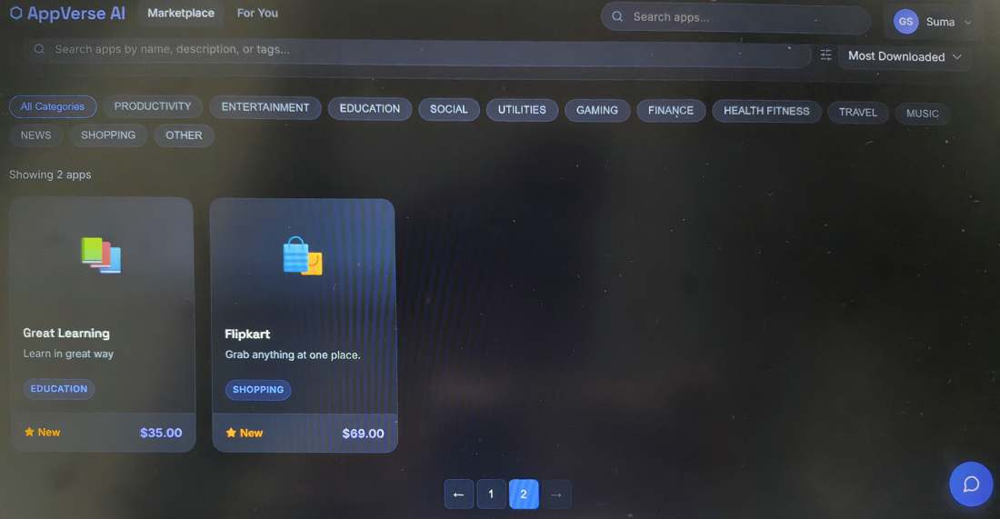 AppVerse AI Marketplace For You Search apps... GS Suma
Search apps by name, description, or tags... Most Downloaded
All Categories PRODUCTIVITY ENTERTAINMENT EDUCATION SOCIAL UTILITIES GAMING FINANCE HEALTH FITNESS TRAVEL MUSIC
NEWS SHOPPING OTHER
Showing 2 apps
Great Learning
Learn in great way
EDUCATION
New $35.00
Flipkart
Grab anything at one place.
SHOPPING
New $69.00
← 1 2 →